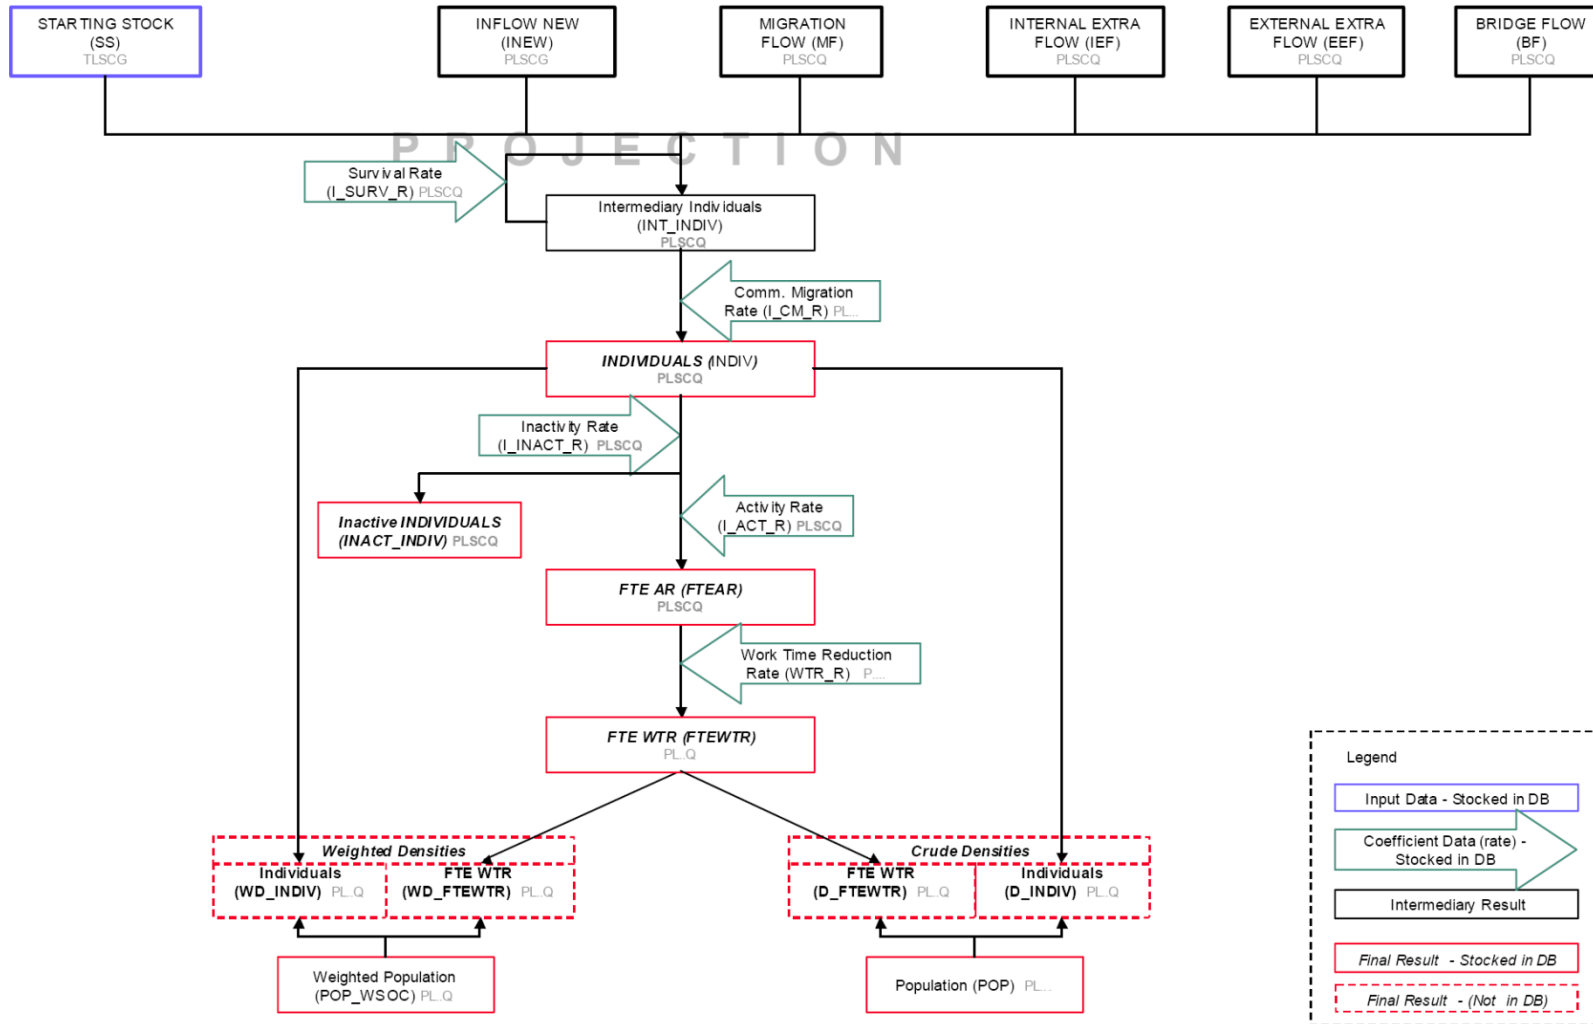 STARTING STOCK
(SS)
TLSCG
INFLOW NEW
(INEW)
PLSCG
MIGRATION
FLOW (MF)
PLSCQ
INTERNAL EXTRA
FLOW (IEF)
PLSCQ
EXTERNAL EXTRA
FLOW (EEF)
PLSCQ
BRIDGE FLOW
(BF)
PLSCQ
PROJECTION
Survival Rate
(I_SURV_R) PLSCQ
Intermediary Individuals
(INT_INDIV)
PLSCQ
Comm. Migration
Rate (I_CM_R) PL...
INDIVIDUALS (INDIV)
PLSCQ
Inactivity Rate
(I_INACT_R) PLSCQ
Inactive INDIVIDUALS
(INACT_INDIV) PLSCQ
Activity Rate
(I_ACT_R) PLSCQ
FTE AR (FTEAR)
PLSCQ
Work Time Reduction
Rate (WTR_R) P....
FTE WTR (FTEWTR)
PL..Q
Weighted Densities
Individuals
(WD_INDIV) PL..Q
FTE WTR
(WD_FTEWTR) PL..Q
Crude Densities
FTE WTR
(D_FTEWTR) PL..Q
Individuals
(D_INDIV) PL..Q
Weighted Population
(POP_WSOC) PL..Q
Population (POP) PL...
Legend
Input Data - Stocked in DB
Coefficient Data (rate) -
Stocked in DB
Intermediary Result
Final Result - Stocked in DB
Final Result - (Not in DB)